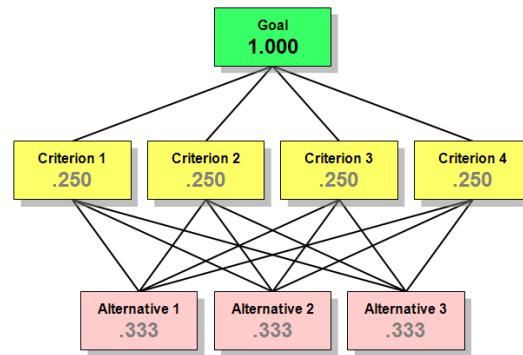 Goal
1.000
Criterion 1
.250
Criterion 2
.250
Criterion 3
.250
Criterion 4
.250
Alternative 1
.333
Alternative 2
.333
Alternative 3
.333